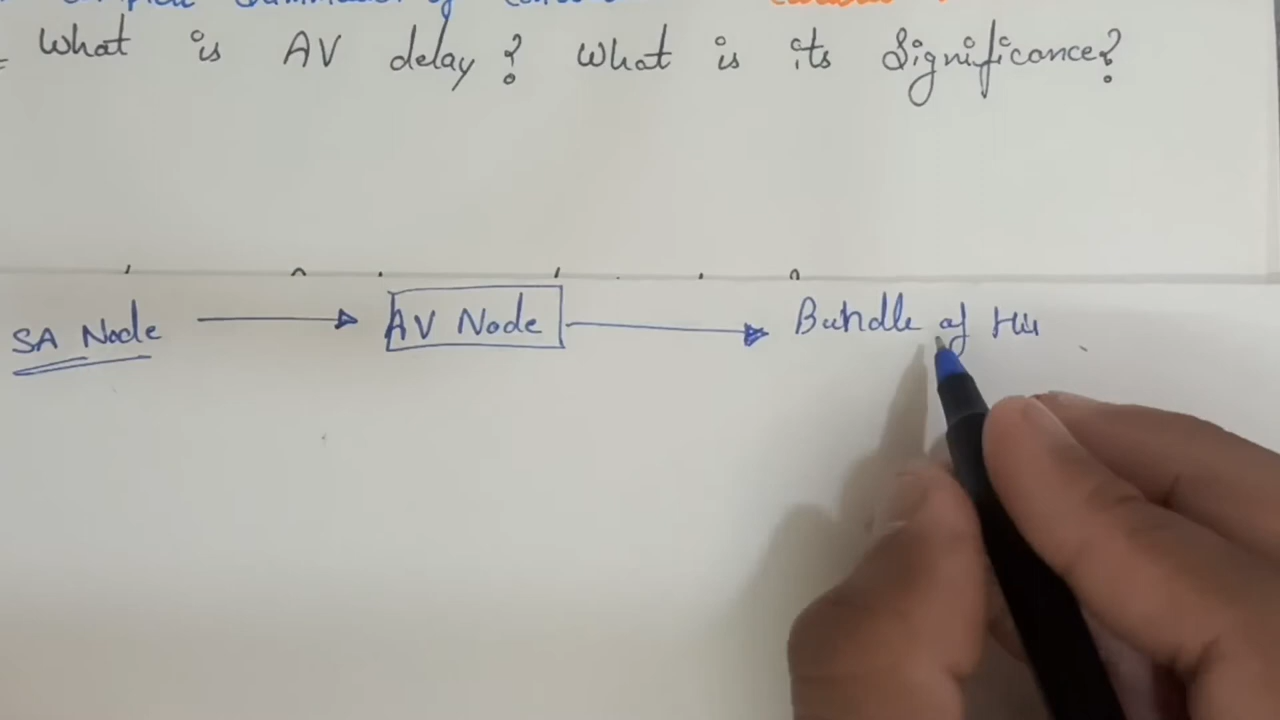 What is AV delay? What is its Significance?
SA Node → AV Node → Bundle of His